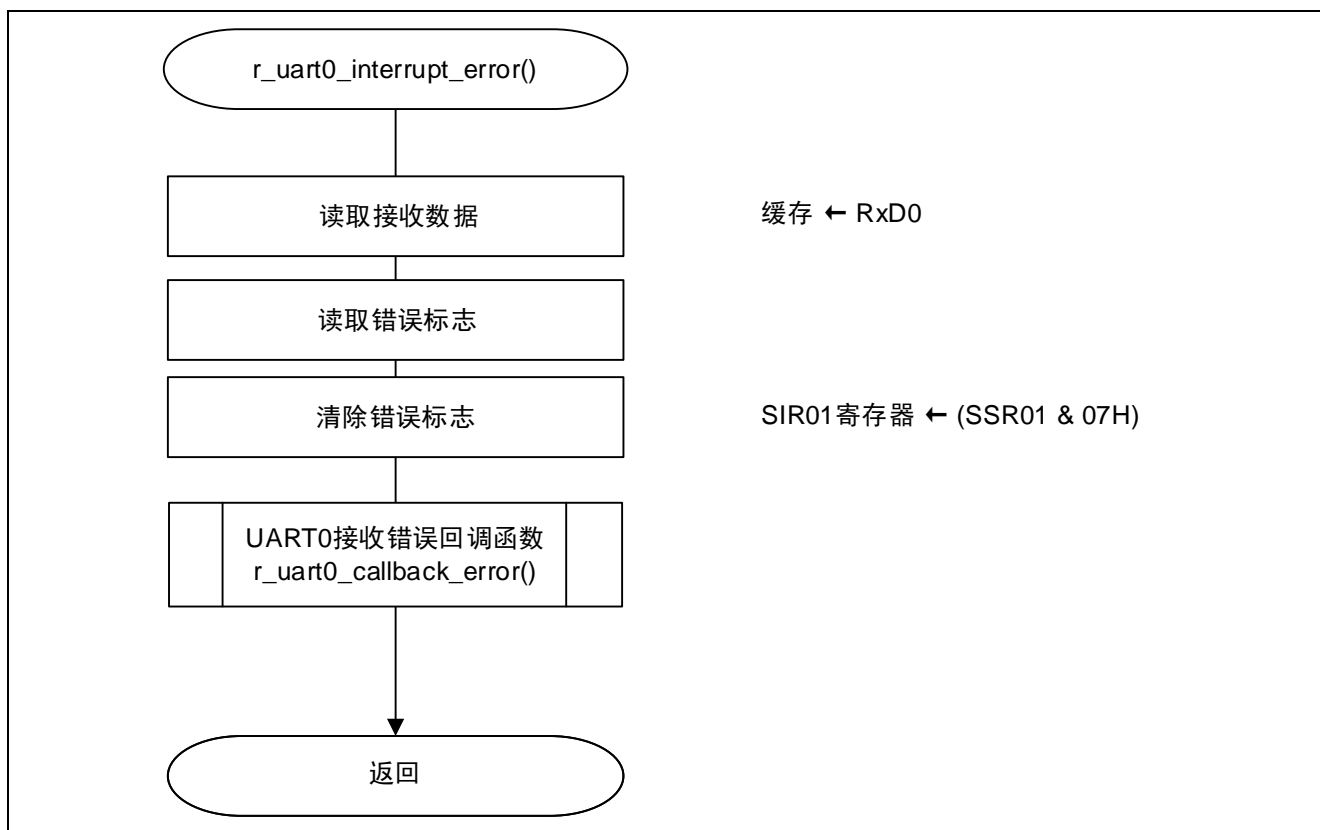 r_uart0_interrupt_error()
读取接收数据
缓存 ← RxD0
读取错误标志
清除错误标志
SIR01寄存器 ← (SSR01 & 07H)
UART0接收错误回调函数
r_uart0_callback_error()
返回